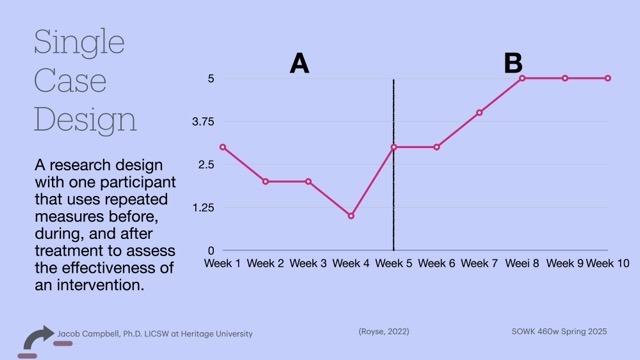 Single
Case
Design
A research design
with one participant
that uses repeated
measures before,
during, and after
treatment to assess
the effectiveness of
an intervention.
A
B
5
3.75
2.5
1.25
0
Week 1 Week 2 Week 3 Week 4 Week 5 Week 6 Week 7 Weei 8 Week 9 Week 10
Jacob Campbell, Ph.D. LICSW at Heritage University
(Royse, 2022)
SOWK 460w Spring 2025